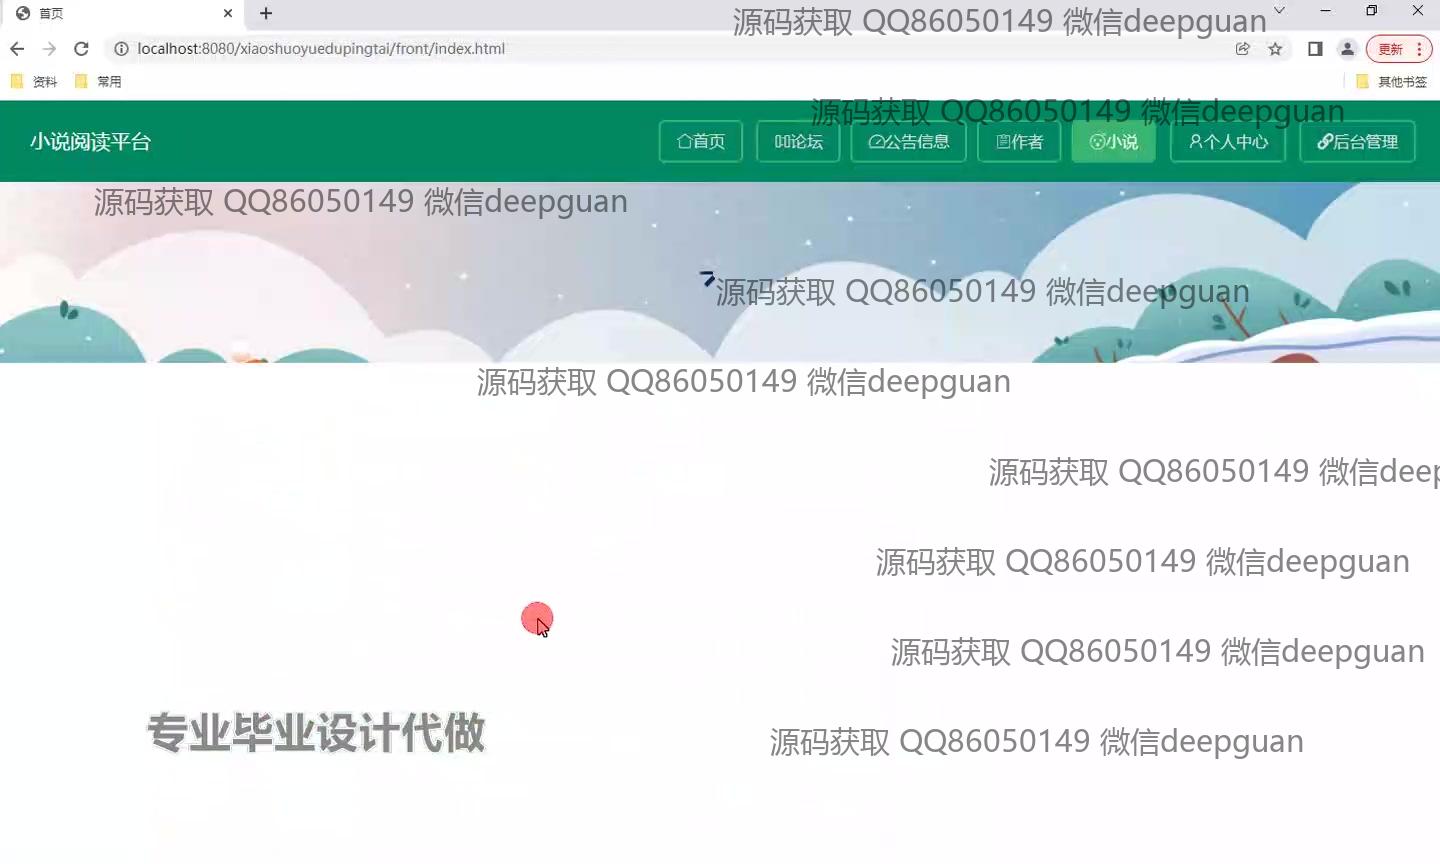 首页
源码获取 QQ86050149 微信deepguan
localhost:8080/xiaoshuoyuedupingtai/front/index.html
更新
资料 常用 其他书签
源码获取 QQ86050149 微信deepguan
小说阅读平台 首页 论坛 公告信息 作者 小说 个人中心 后台管理
源码获取 QQ86050149 微信deepguan
源码获取 QQ86050149 微信deepguan
源码获取 QQ86050149 微信deepguan
源码获取 QQ86050149 微信deep
源码获取 QQ86050149 微信deepguan
源码获取 QQ86050149 微信deepguan
专业毕业设计代做
源码获取 QQ86050149 微信deepguan